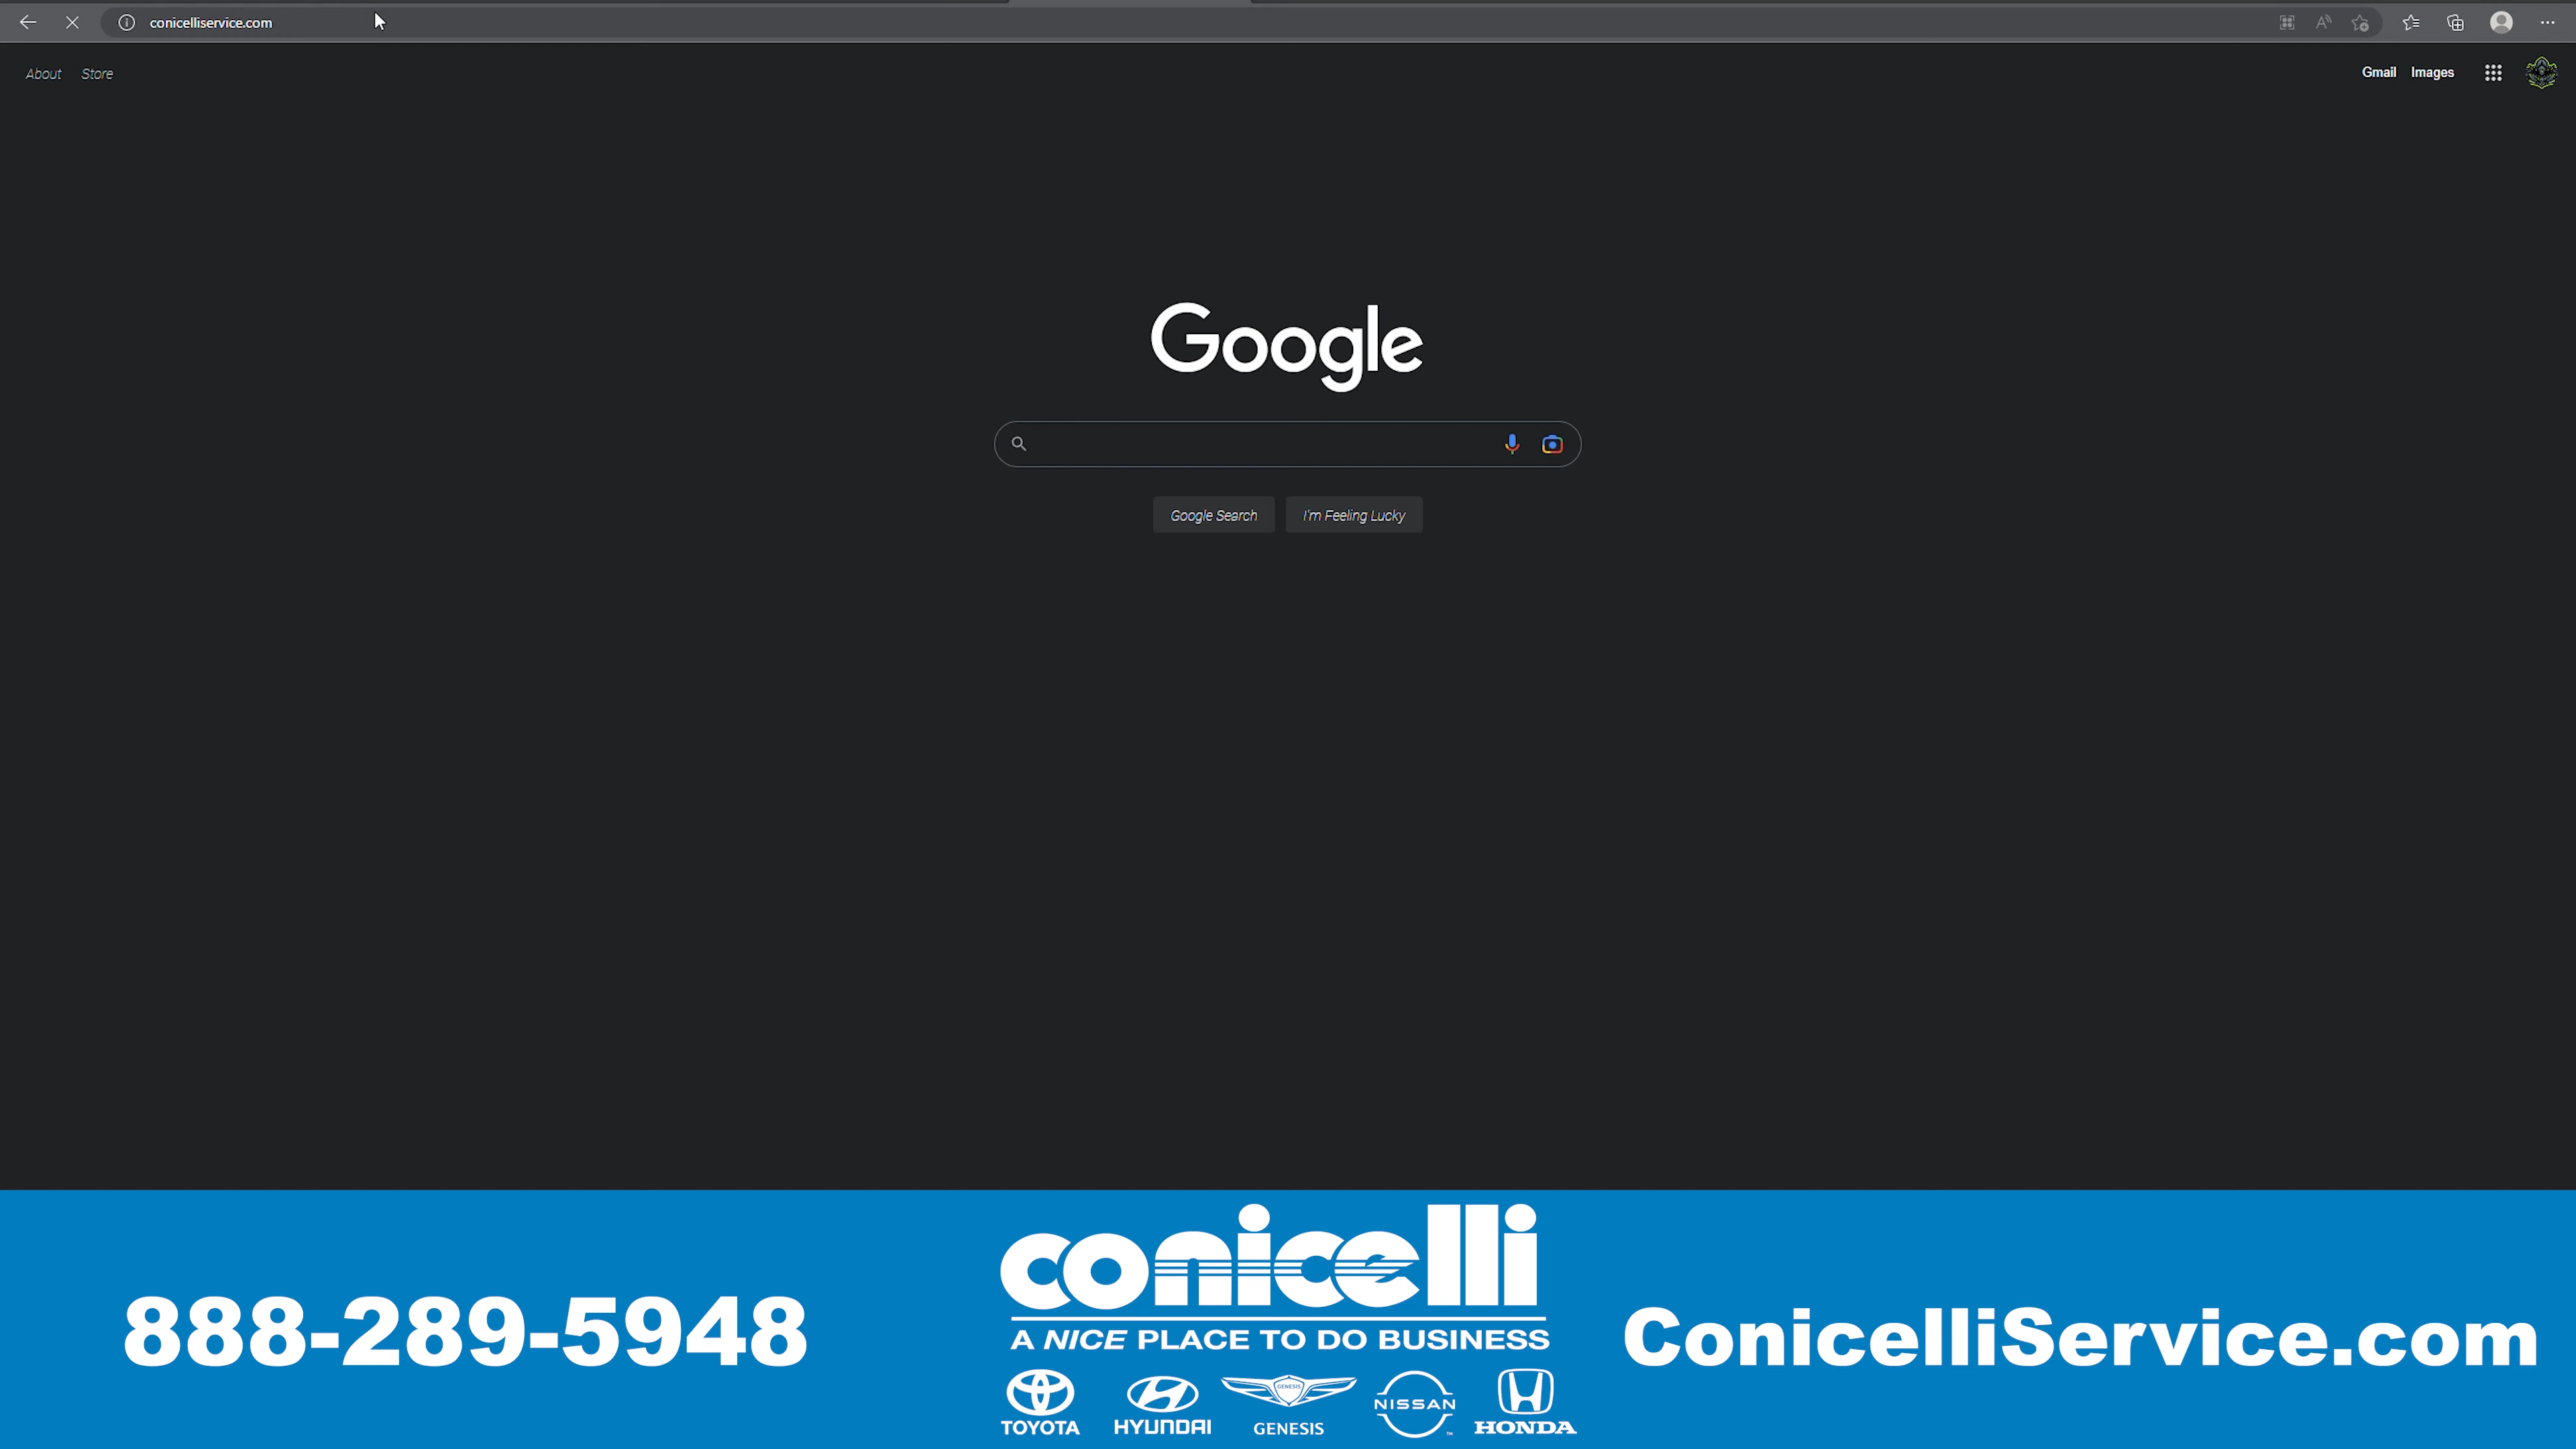 conicelliservice.com
About Store
Gmail Images
Google
Google Search I'm Feeling Lucky
888-289-5948
conicelli
A NICE PLACE TO DO BUSINESS
ConicelliService.com
GENESIS
NISSAN
TOYOTA HYUNDAI GENESIS HONDA